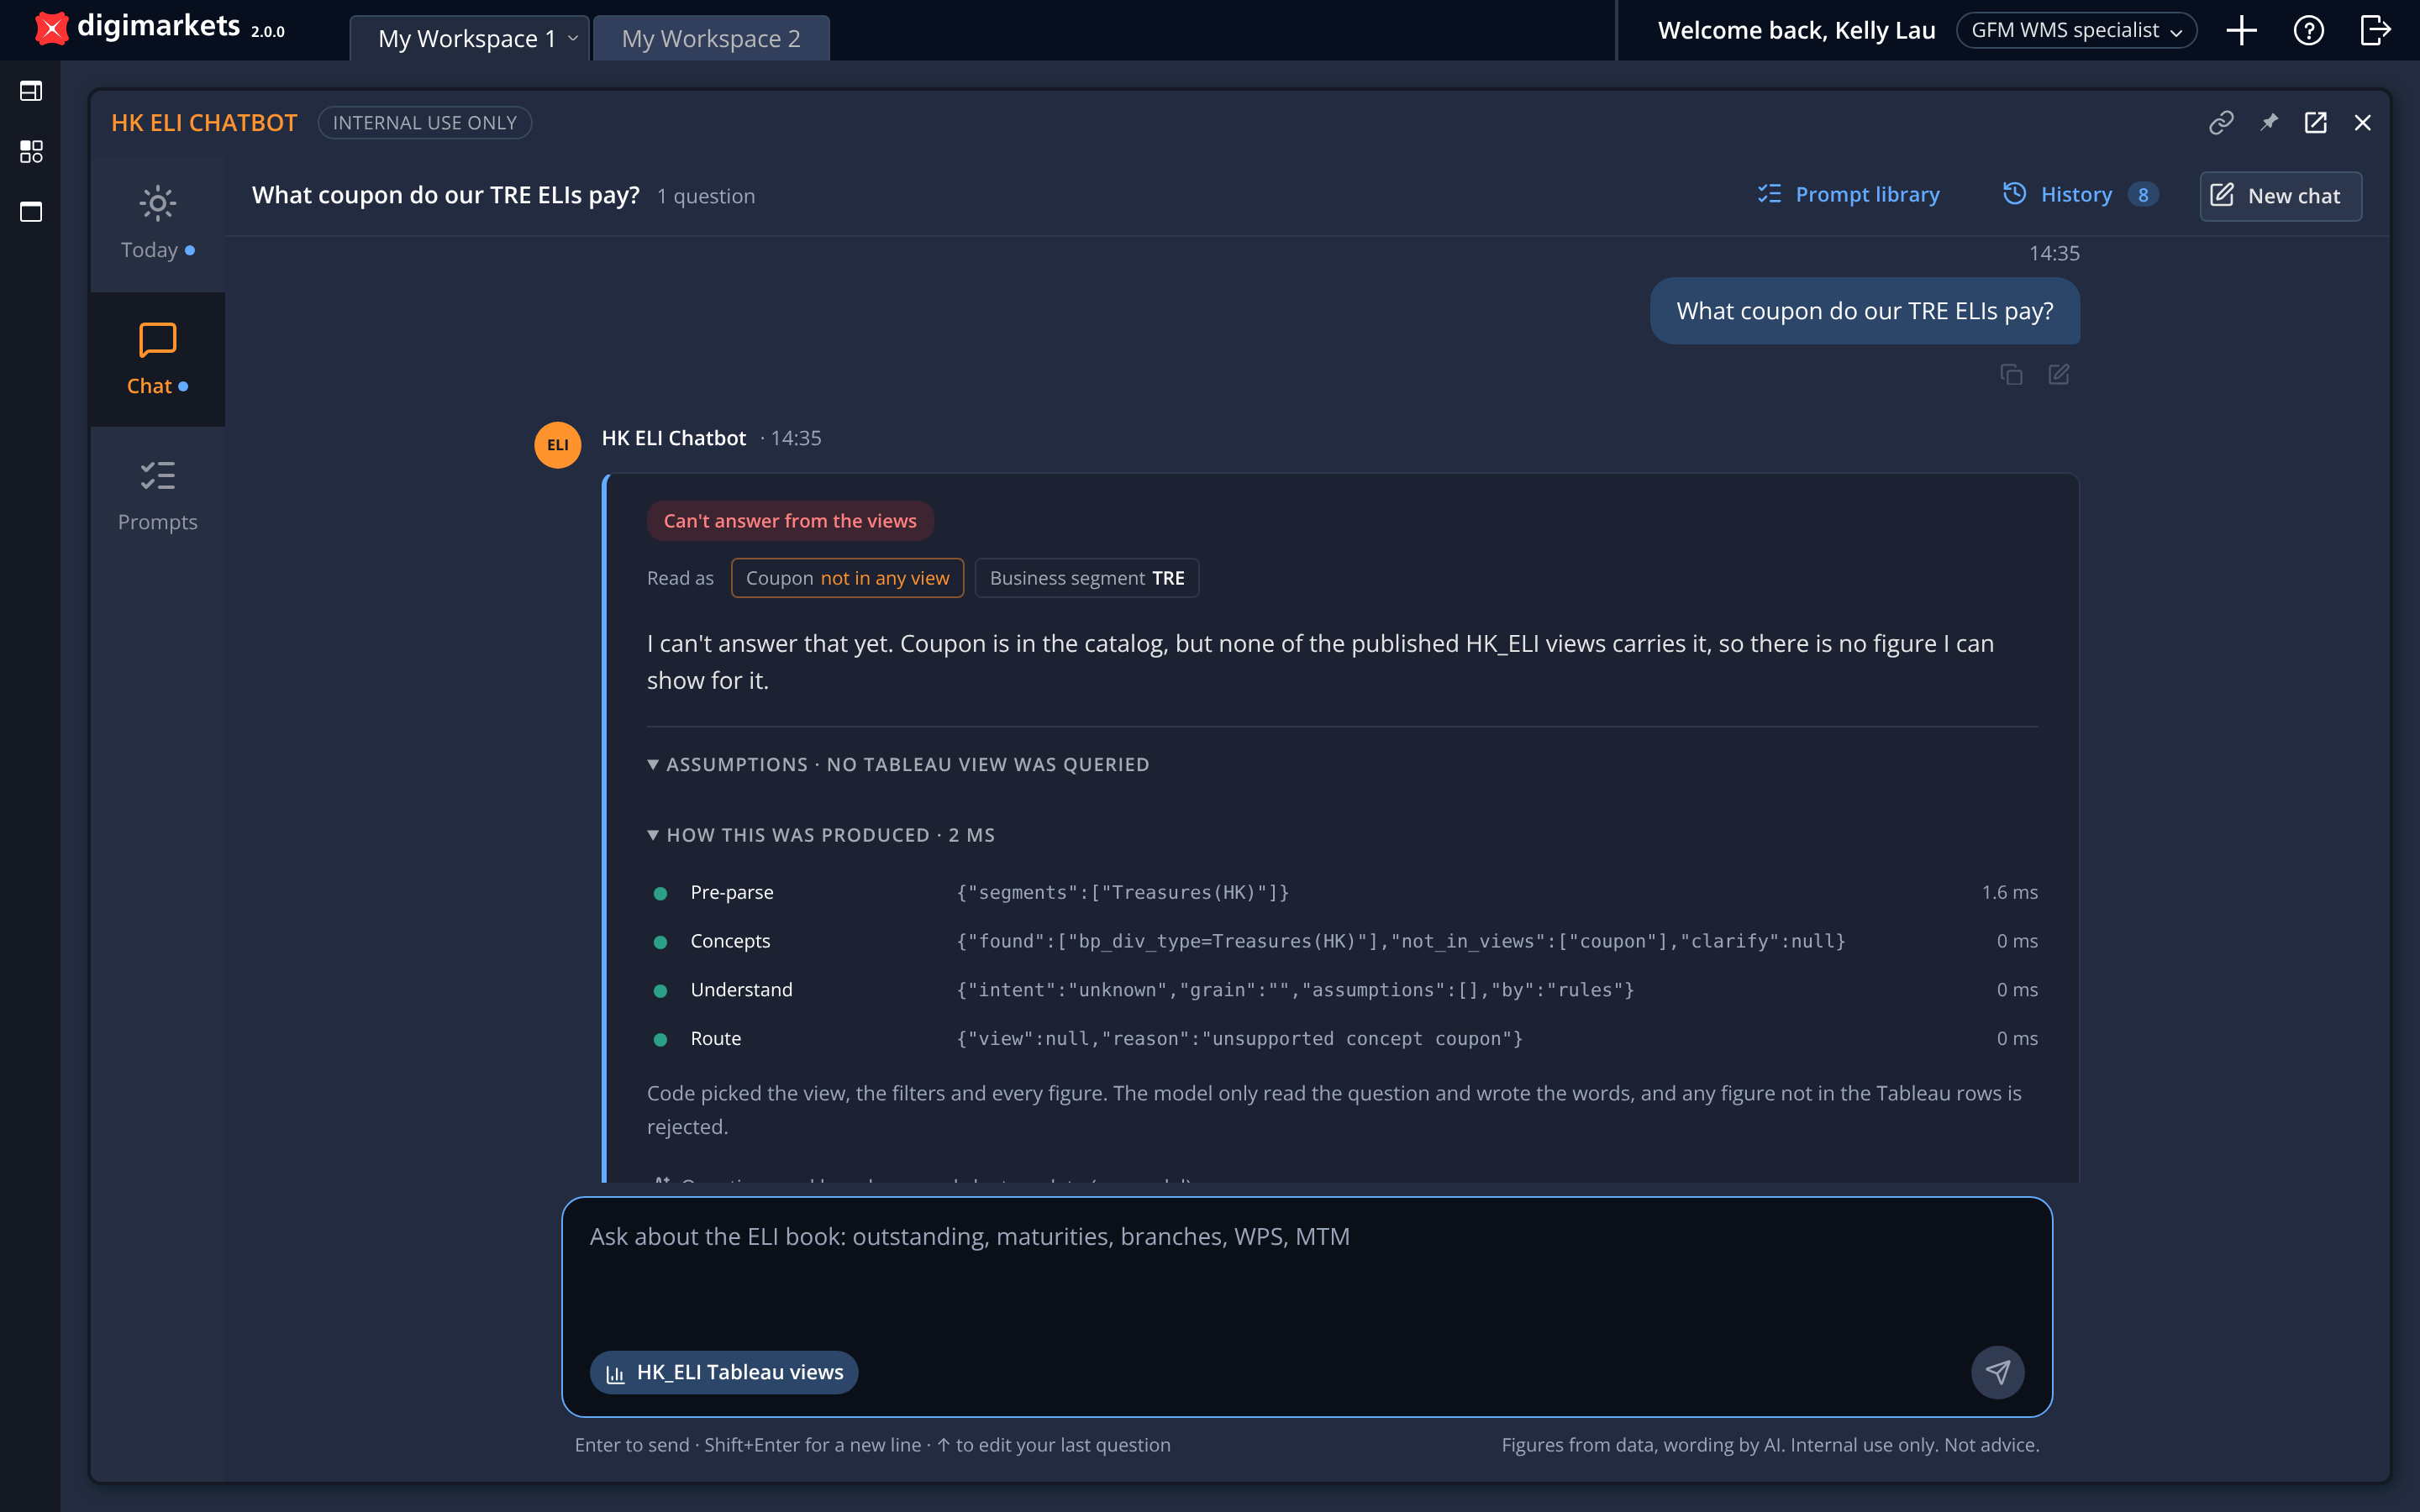 digimarkets 2.0.0
My Workspace 1
My Workspace 2
Welcome back, Kelly Lau
GFM WMS specialist
HK ELI CHATBOT
INTERNAL USE ONLY
Today
Chat
Prompts
What coupon do our TRE ELIs pay? 1 question
Prompt library
History 8
New chat
14:35
What coupon do our TRE ELIs pay?
ELI
HK ELI Chatbot · 14:35
Can't answer from the views
Read as Coupon not in any view Business segment TRE
I can't answer that yet. Coupon is in the catalog, but none of the published HK_ELI views carries it, so there is no figure I can
show for it.
▼ ASSUMPTIONS · NO TABLEAU VIEW WAS QUERIED
▼ HOW THIS WAS PRODUCED · 2 MS
Pre-parse {"segments":["Treasures(HK)"]} 1.6 ms
Concepts {"found":["bp_div_type=Treasures(HK)"],"not_in_views":["coupon"],"clarify":null} 0 ms
Understand {"intent":"unknown","grain":"","assumptions":[],"by":"rules"} 0 ms
Route {"view":null,"reason":"unsupported concept coupon"} 0 ms
Code picked the view, the filters and every figure. The model only read the question and wrote the words, and any figure not in the Tableau rows is
rejected.
Ask about the ELI book: outstanding, maturities, branches, WPS, MTM
HK_ELI Tableau views
Enter to send · Shift+Enter for a new line · ↑ to edit your last question
Figures from data, wording by AI. Internal use only. Not advice.